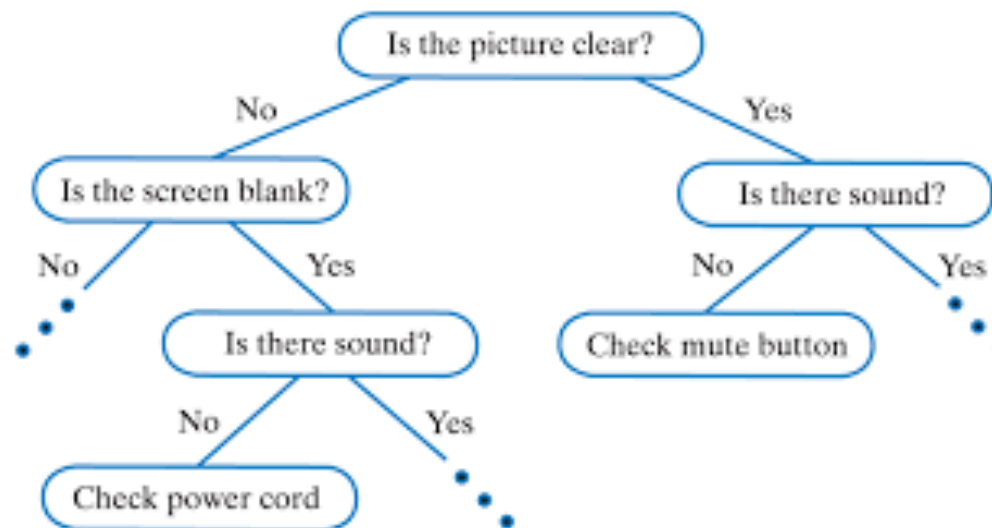 Is the picture clear?
No
Yes
Is the screen blank?
Is there sound?
No
Yes
No
Yes
Is there sound?
Check mute button
No
Yes
Check power cord